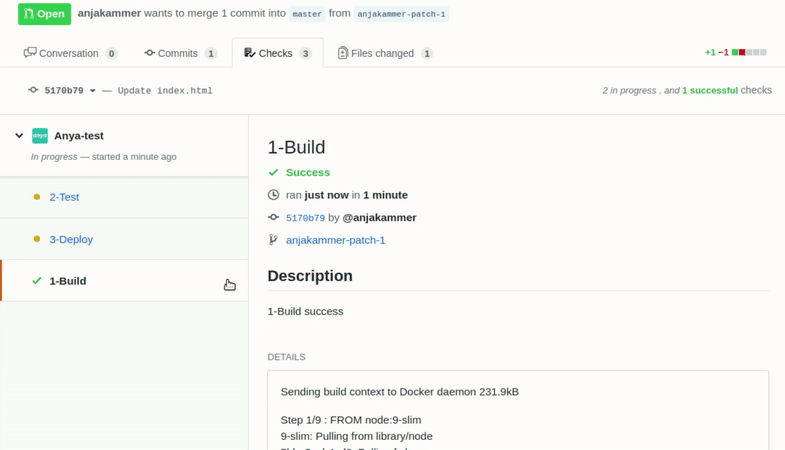 Open anjakammer wants to merge 1 commit into master from anjakammer-patch-1
Conversation 0 Commits 1 Checks 3 Files changed 1 +1 −1
5170b79 — Update index.html 2 in progress , and 1 successful checks
Anya-test
In progress — started a minute ago
2-Test
3-Deploy
1-Build
1-Build
Success
ran just now in 1 minute
5170b79 by @anjakammer
anjakammer-patch-1
Description
1-Build success
DETAILS
Sending build context to Docker daemon 231.9kB
Step 1/9 : FROM node:9-slim
9-slim: Pulling from library/node